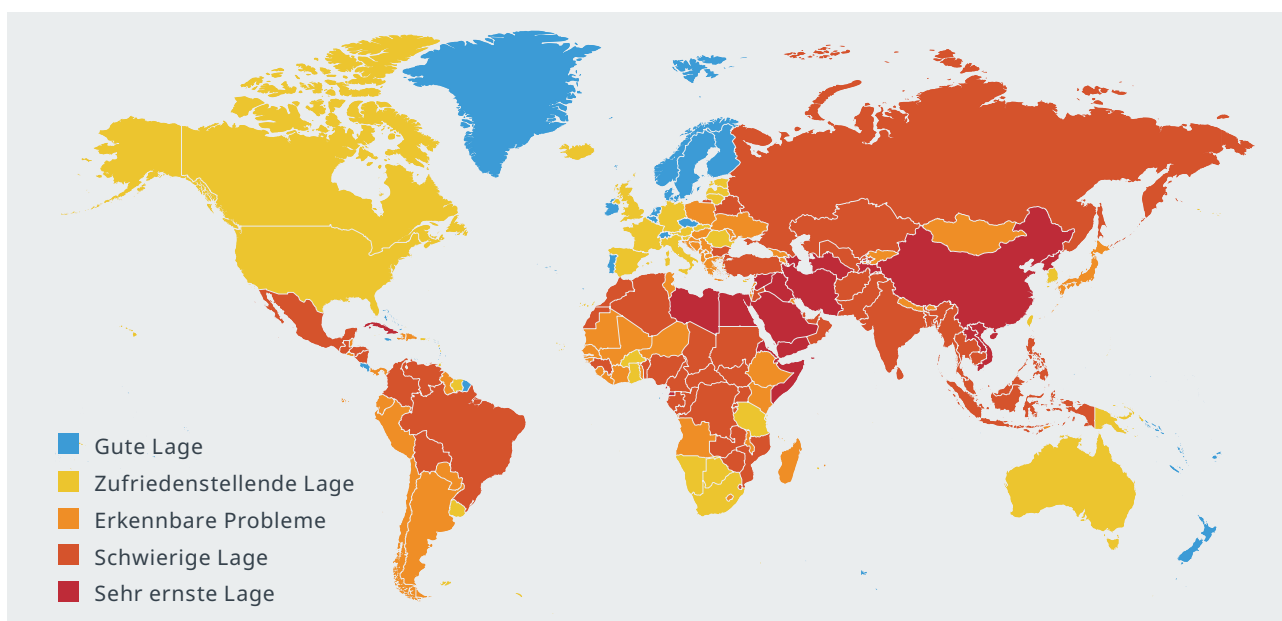 Gute Lage
Zufriedenstellende Lage
Erkennbare Probleme
Schwierige Lage
Sehr ernste Lage